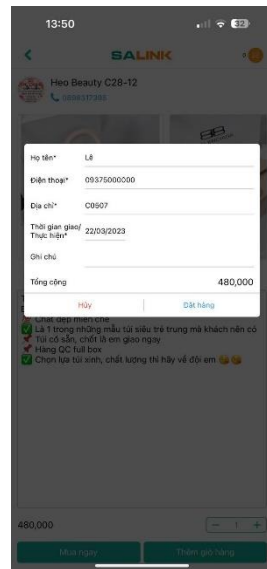 13:50
32
SALINK
Heo Beauty C28-12
Họ tên*
Lê
Điện thoại*
09375000000
Địa chỉ*
C0507
Thời gian giao/
Thực hiện*
22/03/2023
Ghi chú
Tổng cộng
480,000
Hủy
Đặt hàng
Chất đẹp miễn chê
Là 1 trong những mẫu túi siêu trẻ trung mà khách nên có
Túi có sẵn, chốt là em giao ngay
Hàng QC full box
Chọn lựa túi xinh, chất lượng thì hãy về đội em
480,000
1
Mua ngay
Thêm giỏ hàng